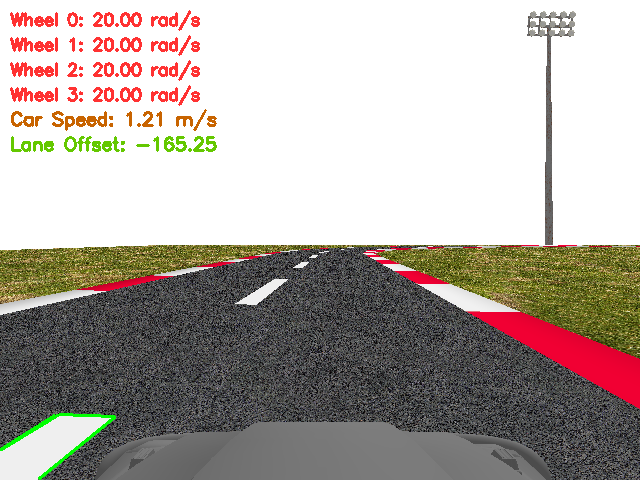 Wheel 0: 20.00 rad/s
Wheel 1: 20.00 rad/s
Wheel 2: 20.00 rad/s
Wheel 3: 20.00 rad/s
Car Speed: 1.21 m/s
Lane Offset: -165.25